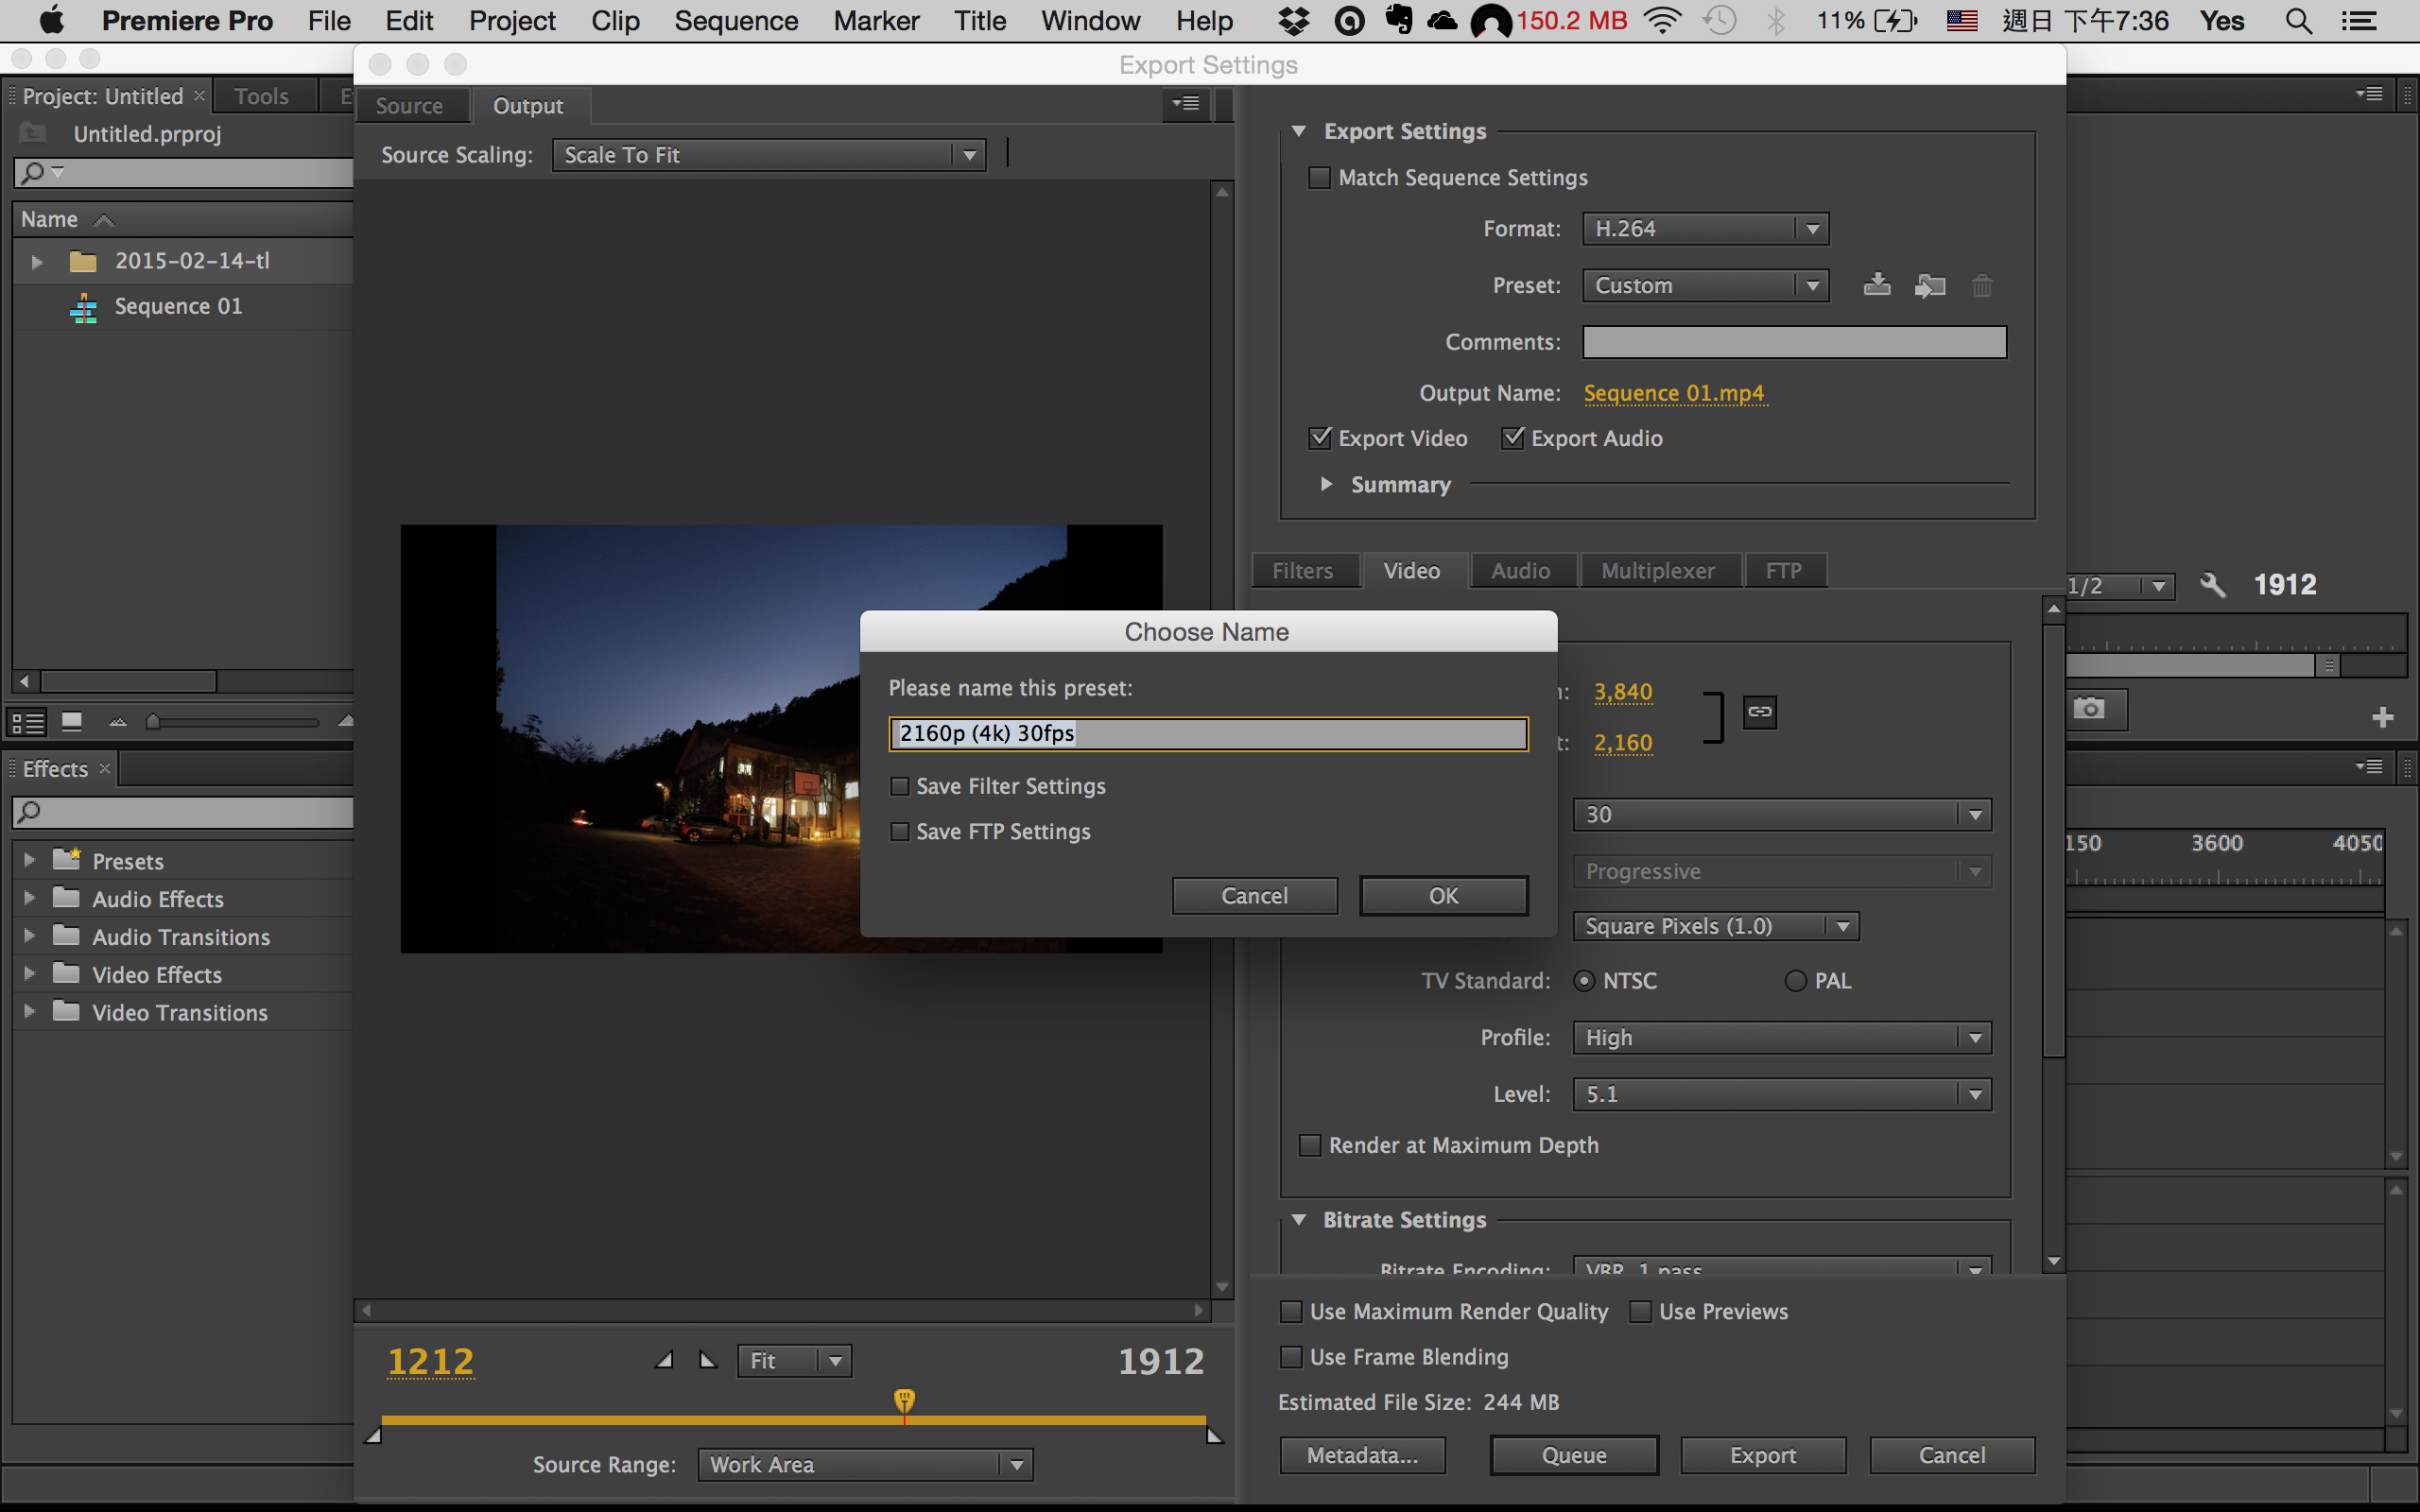 Premiere Pro File Edit Project Clip Sequence Marker Title Window Help 150.2 MB 11% 週日 下午7:36 Yes
Export Settings
Project: Untitled Tools
Untitled.prproj
Name
2015-02-14-tl
Sequence 01
Effects
Presets
Audio Effects
Audio Transitions
Video Effects
Video Transitions
Source Output
Source Scaling: Scale To Fit
1212 Fit 1912
Source Range: Work Area
Export Settings
Match Sequence Settings
Format: H.264
Preset: Custom
Comments:
Output Name: Sequence 01.mp4
Export Video Export Audio
Summary
Filters Video Audio Multiplexer FTP
Choose Name
Please name this preset:
2160p (4k) 30fps
Save Filter Settings
Save FTP Settings
Cancel OK
3,840
2,160
30
Progressive
Square Pixels (1.0)
TV Standard: NTSC PAL
Profile: High
Level: 5.1
Render at Maximum Depth
Bitrate Settings
Bitrate Encoding: VBR, 1 pass
Use Maximum Render Quality Use Previews
Use Frame Blending
Estimated File Size: 244 MB
Metadata... Queue Export Cancel
1/2 1912
150 3600 4050